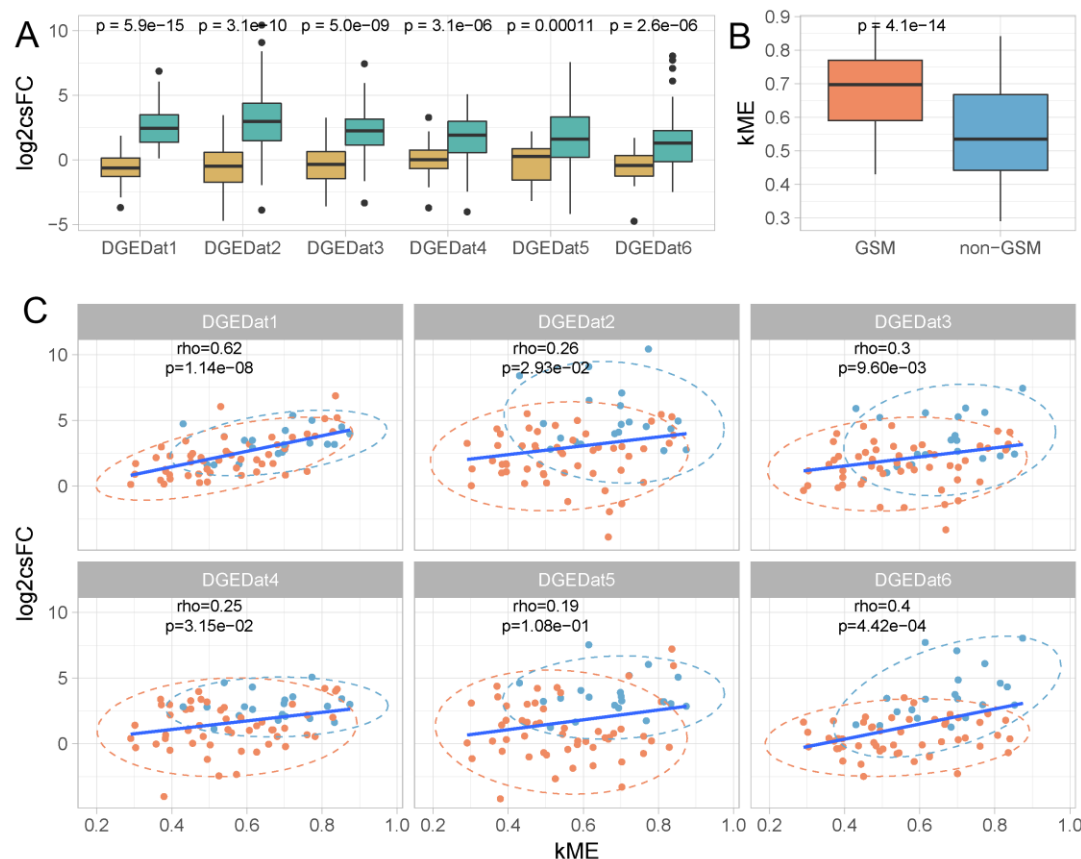 A
p = 5.9e−15 p = 3.1e−10 p = 5.0e−09 p = 3.1e−06 p = 0.00011 p = 2.6e−06
10
5
0
−5
log2csFC
DGEDat1 DGEDat2 DGEDat3 DGEDat4 DGEDat5 DGEDat6
B
p = 4.1e−14
0.9
0.8
0.7
0.6
0.5
0.4
0.3
kME
GSM non−GSM
C
DGEDat1 DGEDat2 DGEDat3
rho=0.62 rho=0.26 rho=0.3
p=1.14e−08 p=2.93e−02 p=9.60e−03
10
5
0
log2csFC
DGEDat4 DGEDat5 DGEDat6
rho=0.25 rho=0.19 rho=0.4
p=3.15e−02 p=1.08e−01 p=4.42e−04
10
5
0
0.2 0.4 0.6 0.8 1.0 0.2 0.4 0.6 0.8 1.0 0.2 0.4 0.6 0.8 1.0
kME